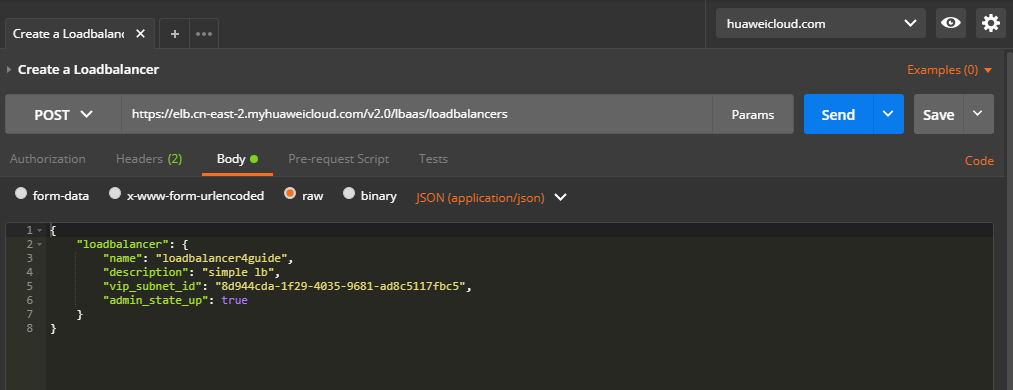 Create a Loadbalanc
huaweicloud.com
Create a Loadbalancer
Examples (0)
POST
https://elb.cn-east-2.myhuaweicloud.com/v2.0/lbaas/loadbalancers
Params
Send
Save
Authorization
Headers (2)
Body
Pre-request Script
Tests
Code
form-data
x-www-form-urlencoded
raw
binary
JSON (application/json)
1 {
2 "loadbalancer": {
3 "name": "loadbalancer4guide",
4 "description": "simple lb",
5 "vip_subnet_id": "8d944cda-1f29-4035-9681-ad8c5117fbc5",
6 "admin_state_up": true
7 }
8 }